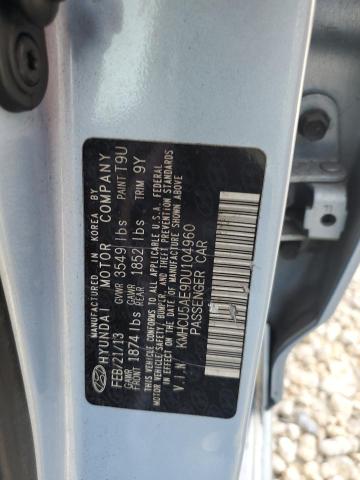 MANUFACTURED IN KOREA BY
HYUNDAI MOTOR COMPANY
FEB/21/13 GVWR 3549 lbs PAINT T9U
GAWR FRONT 1874 lbs GAWR REAR 1852 lbs TRIM 9Y
THIS VEHICLE CONFORMS TO ALL APPLICABLE U.S.A. FEDERAL
MOTOR VEHICLE SAFETY, BUMPER, AND THEFT PREVENTION STANDARDS
IN EFFECT ON THE DATE OF MANUFACTURE SHOWN ABOVE
V.I.N KMHCU5AE9DU104960
PASSENGER CAR